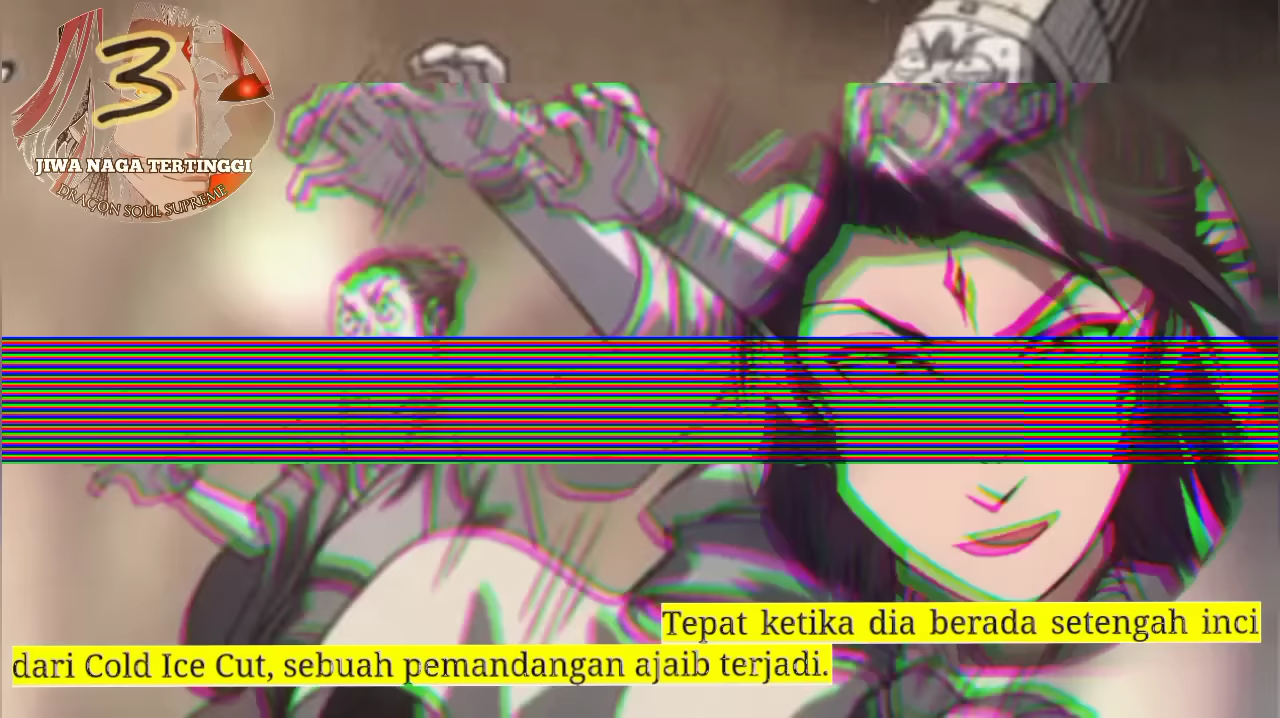 3
JIWA NAGA TERTINGGI
DRAGON SOUL SUPREME
Tepat ketika dia berada setengah inci
dari Cold Ice Cut, sebuah pemandangan ajaib terjadi.